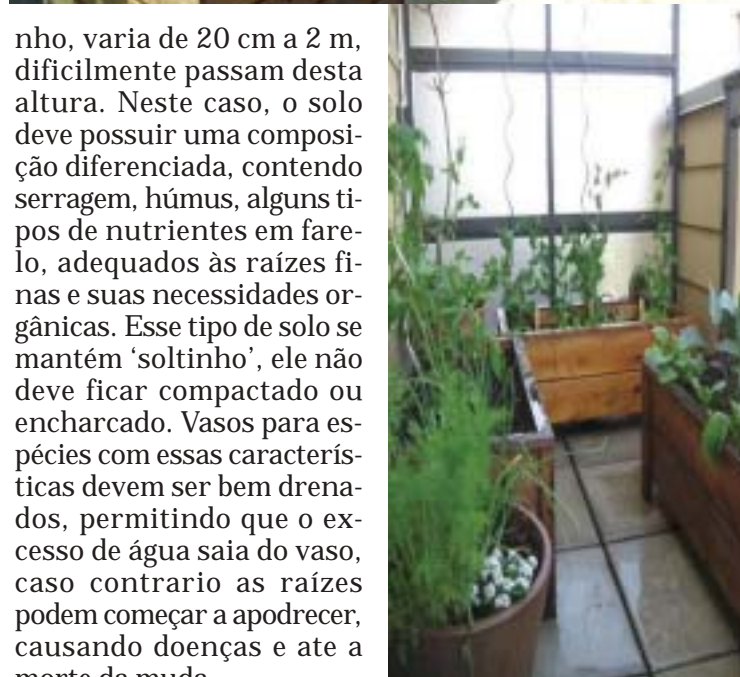 nho, varia de 20 cm a 2 m,
dificilmente passam desta
altura. Neste caso, o solo
deve possuir uma composi-
ção diferenciada, contendo
serragem, húmus, alguns ti-
pos de nutrientes em fare-
lo, adequados às raízes fi-
nas e suas necessidades or-
gânicas. Esse tipo de solo se
mantém ‘soltinho’, ele não
deve ficar compactado ou
encharcado. Vasos para es-
pécies com essas caracterís-
ticas devem ser bem drena-
dos, permitindo que o ex-
cesso de água saia do vaso,
caso contrario as raízes
podem começar a apodrecer,
causando doenças e ate a
morte da muda